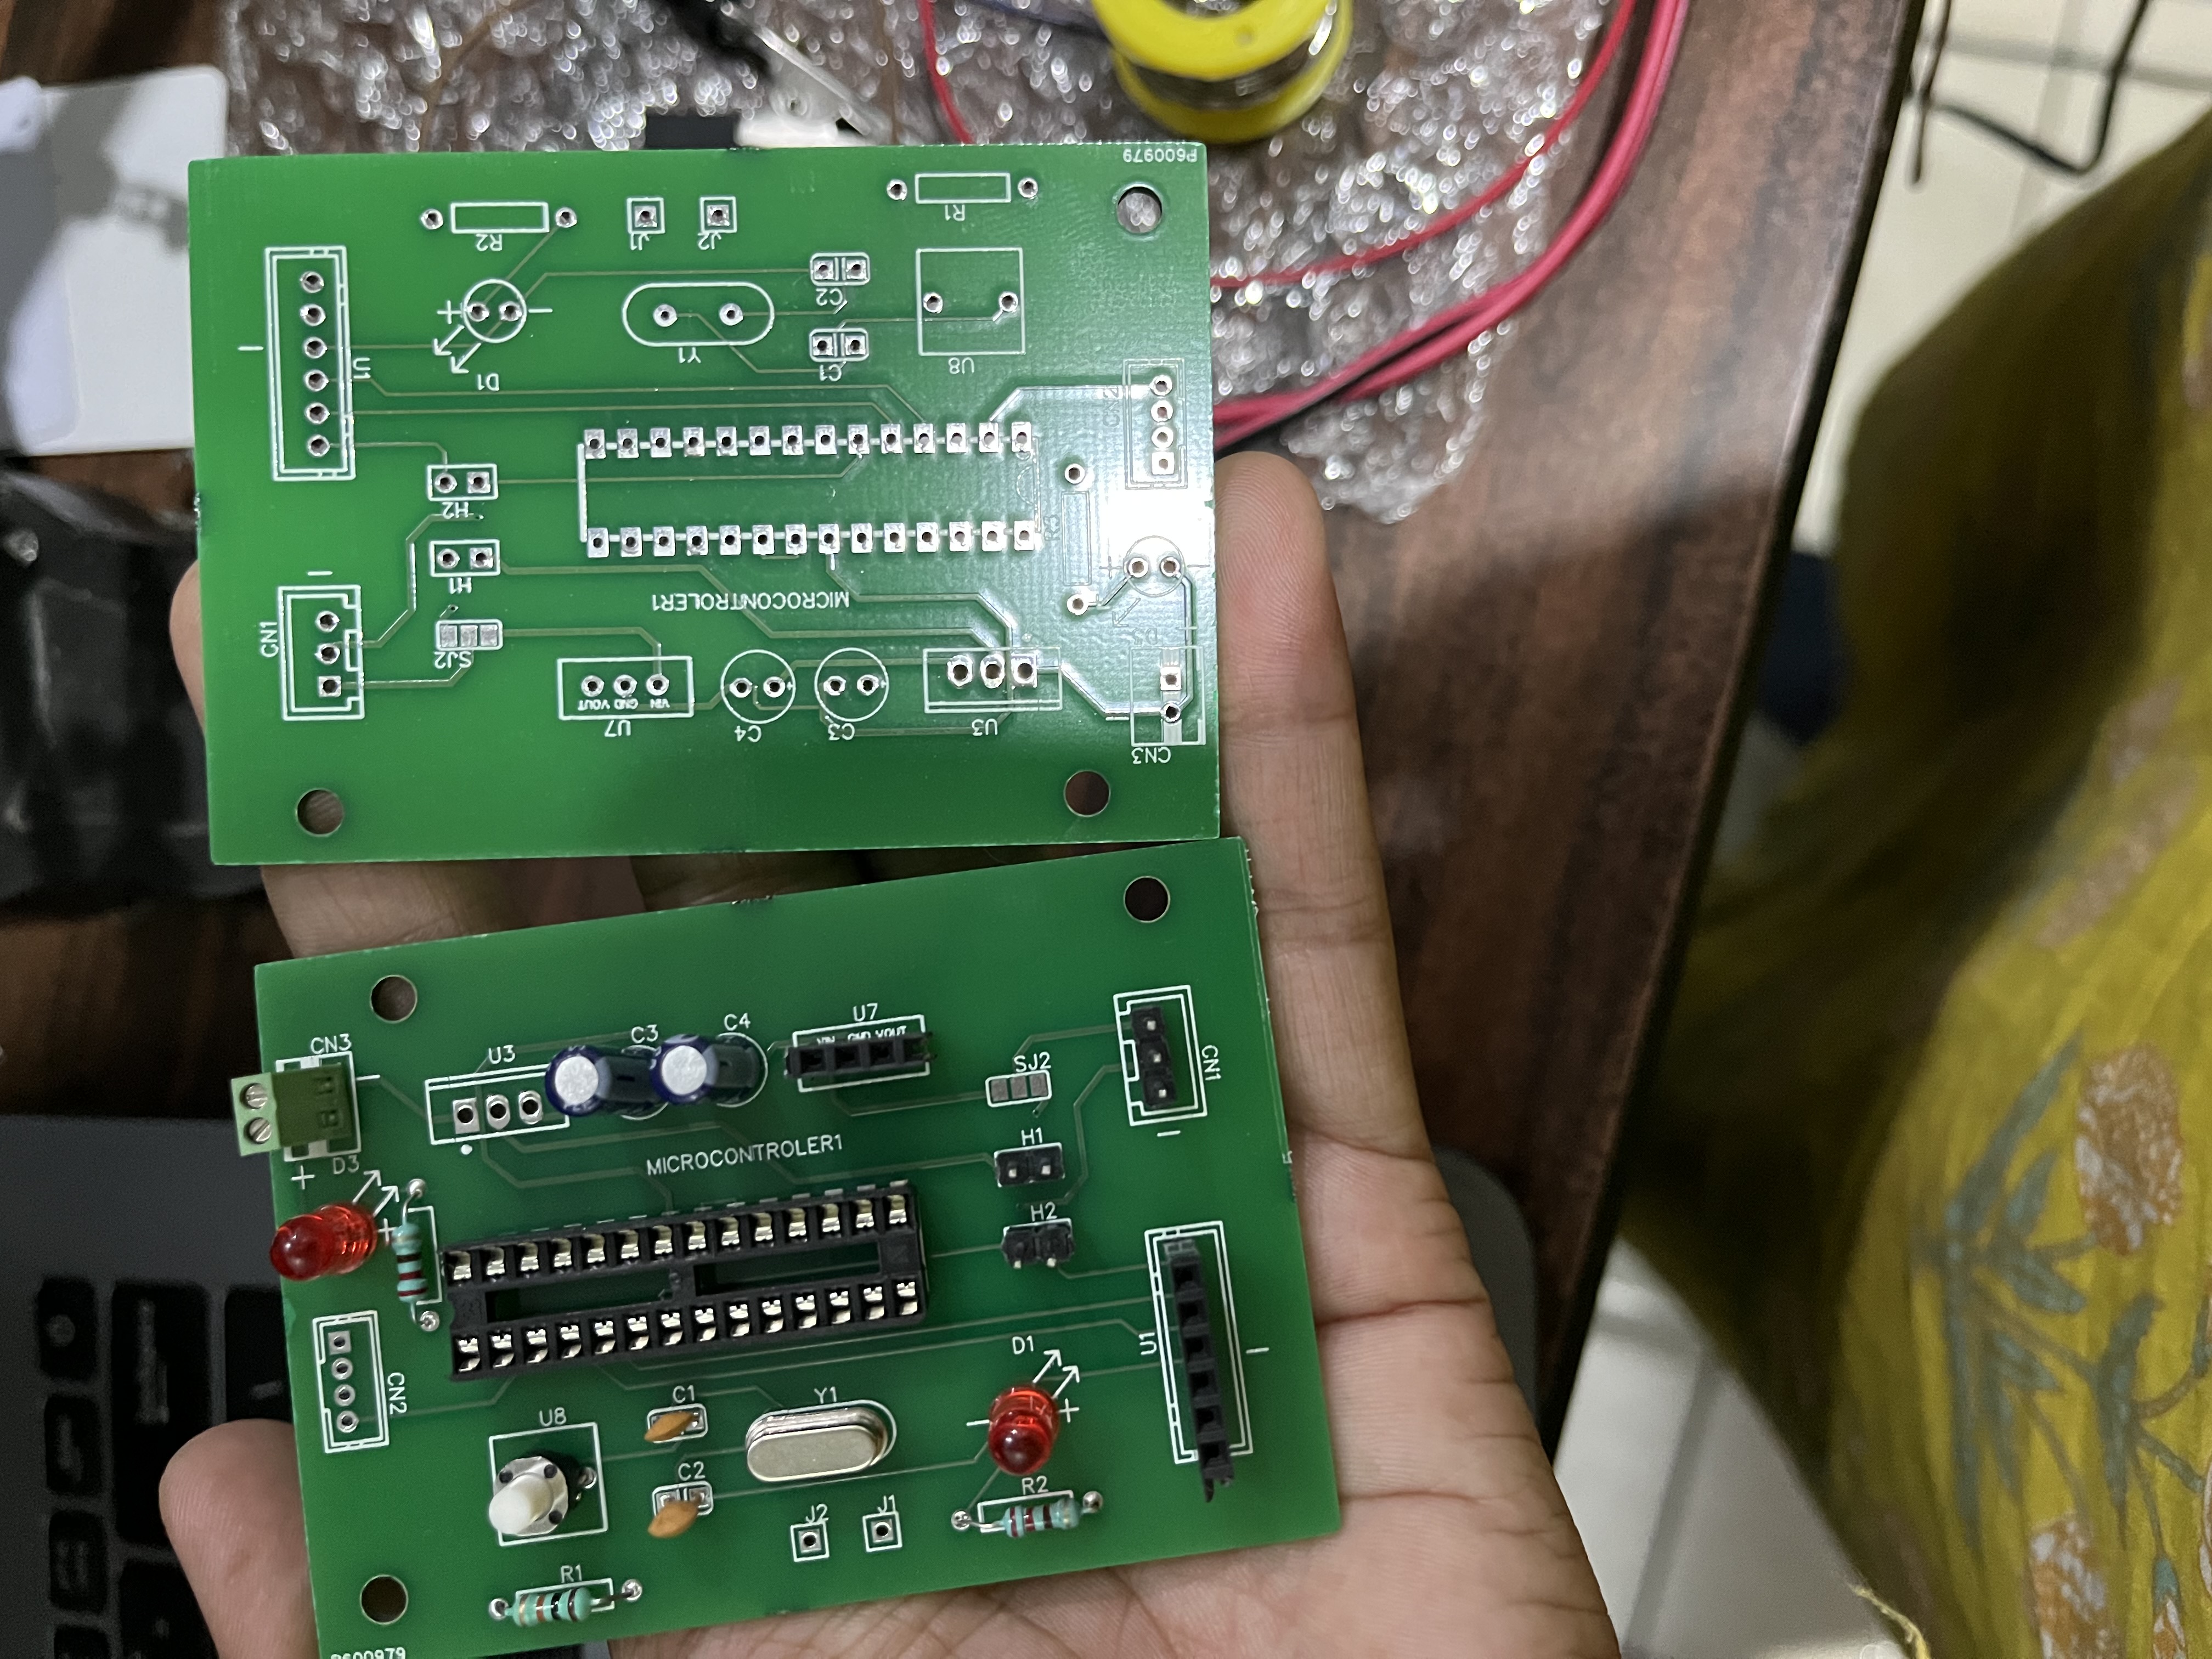 P600979
R1
R2
J1
J2
C2
U1
Y1
C1
U8
D1
CN2
H2
H1
MICROCONTROLER1
CN1
SJ2
VOUT GND VIN
U7
C4
C3
U3
CN3
CN3
U3
C3
C4
U7
VIN GND VOUT
SJ2
CN1
MICROCONTROLER1
H1
D3
H2
CN2
U1
D1
C1
Y1
U8
C2
R2
J2
J1
R1
P600979